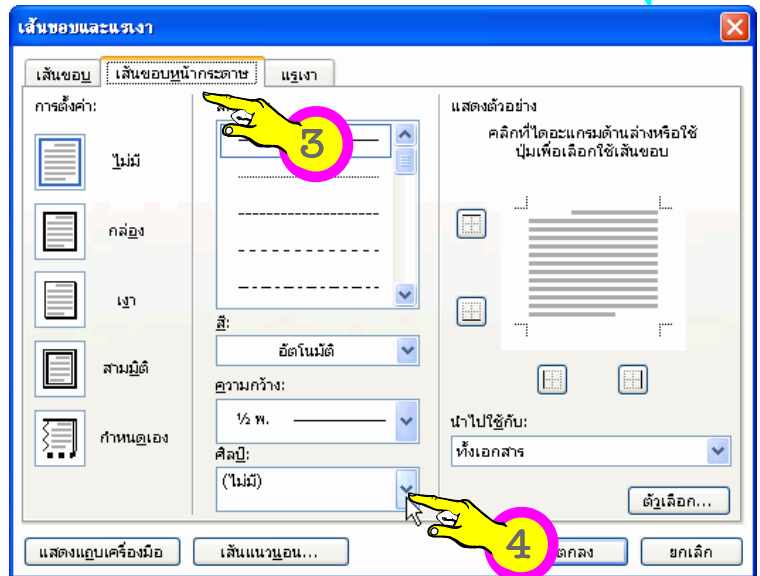 เส้นขอบและแรเงา
เส้นขอบ เส้นขอบหน้ากระดาษ แรเงา
การตั้งค่า:
ไม่มี
กล่อง
เงา
สามมิติ
กำหนดเอง
3
สี:
อัตโนมัติ
ความกว้าง:
½ พ.
ศิลป์:
(ไม่มี)
แสดงตัวอย่าง
คลิกที่ไดอะแกรมด้านล่างหรือใช้
ปุ่มเพื่อเลือกใช้เส้นขอบ
นำไปใช้กับ:
ทั้งเอกสาร
ตัวเลือก...
แสดงแถบเครื่องมือ เส้นแนวนอน...
4
ตกลง ยกเลิก